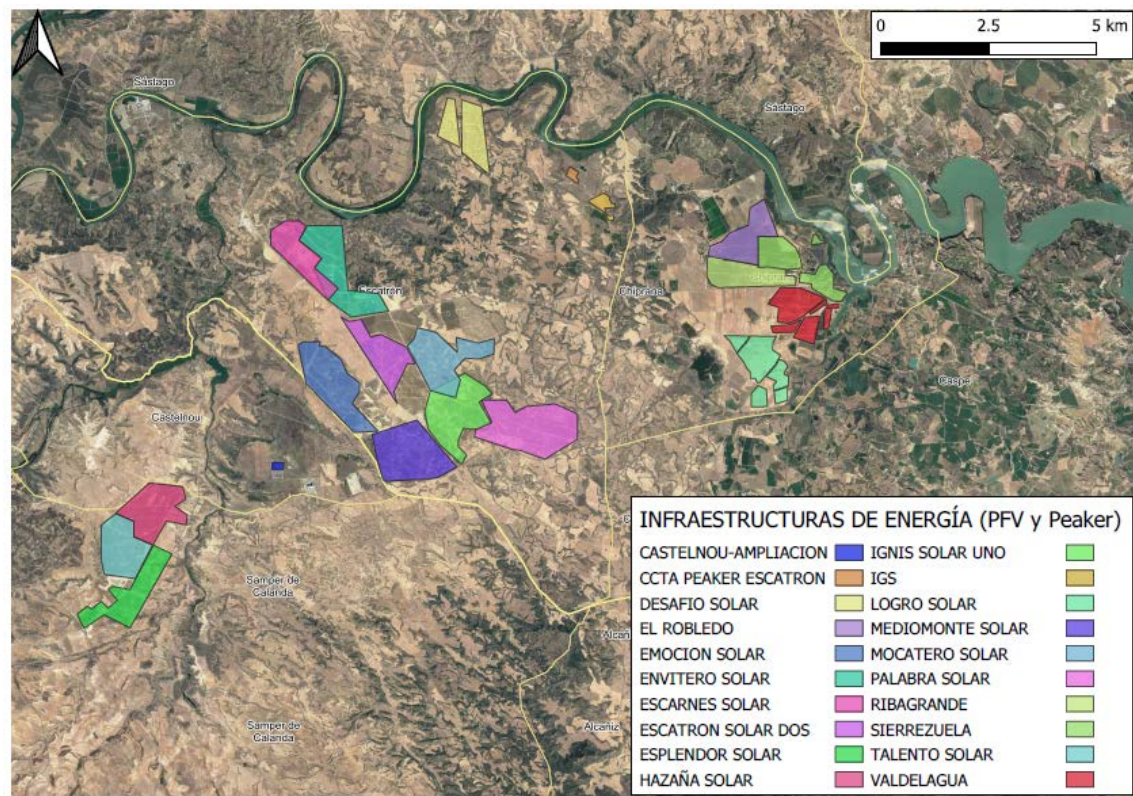 0 2.5 5 km
Sástago
Sástago
Escatrón
Chiprana
Caspe
Castelnou
Samper de
Calanda
Alcañiz
Samper de
Calanda
INFRAESTRUCTURAS DE ENERGÍA (PFV y Peaker)
CASTELNOU-AMPLIACION IGNIS SOLAR UNO
CCTA PEAKER ESCATRON IGS
DESAFIO SOLAR LOGRO SOLAR
EL ROBLEDO MEDIOMONTE SOLAR
EMOCION SOLAR MOCATERO SOLAR
ENVITERO SOLAR PALABRA SOLAR
ESCARNES SOLAR RIBAGRANDE
ESCATRON SOLAR DOS SIERREZUELA
ESPLENDOR SOLAR TALENTO SOLAR
HAZAÑA SOLAR VALDELAGUA